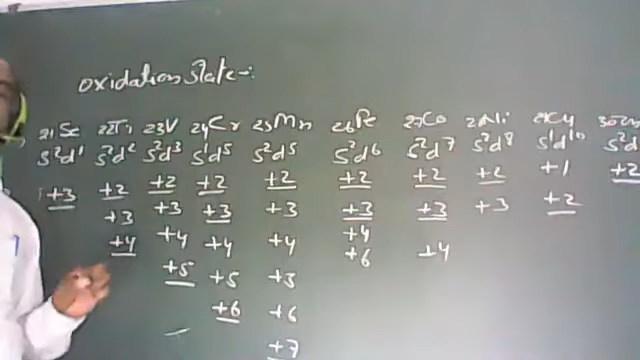 Oxidation State:-
21Sc 22Ti 23V 24Cr 25Mn 26Fe 27Co 28Ni 29Cu 30Zn
s²d¹ s²d² s²d³ s¹d⁵ s²d⁵ s²d⁶ s²d⁷ s²d⁸ s¹d¹⁰ s²d
+3 +2 +2 +2 +2 +2 +2 +2 +1 +2
+3 +3 +3 +3 +3 +3 +3 +2
+4 +4 +4 +4 +4 +4
+5 +5 +3 +6
+6 +6
+7